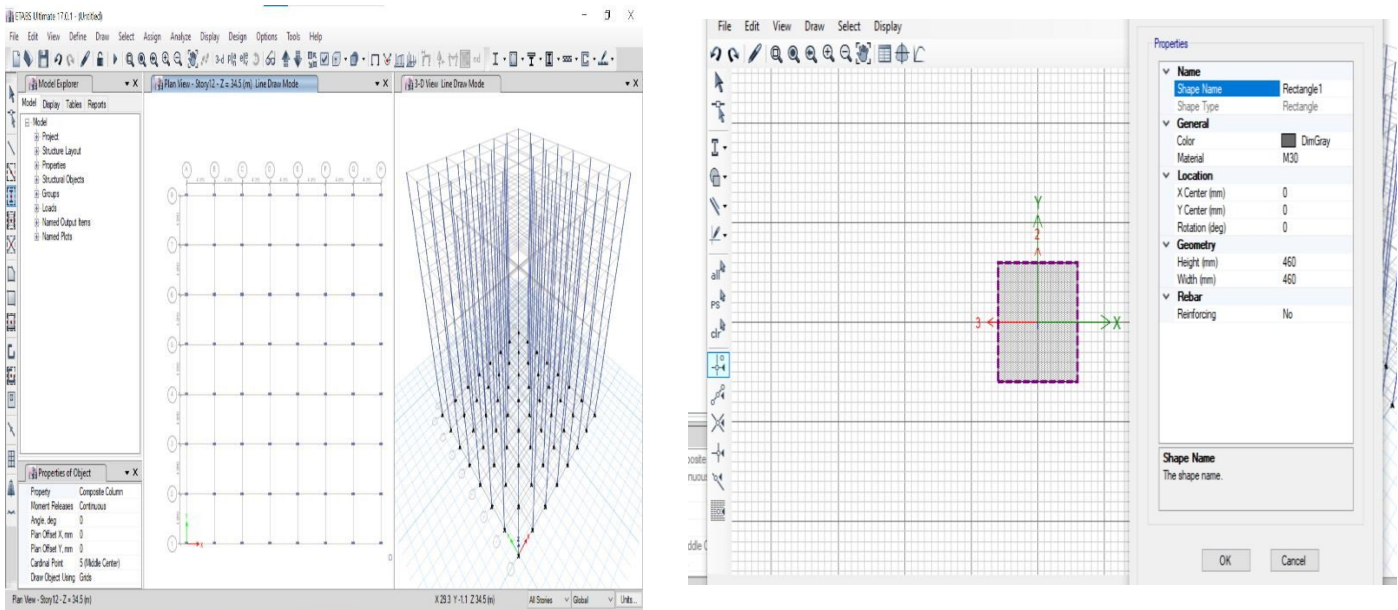 ETABS Ultimate 17.0.1 - (Untitled)
File Edit View Define Draw Select Assign Analyze Display Design Options Tools Help
Model Explorer
Model Display Tables Reports
Model
Project
Structure Layout
Properties
Structural Objects
Groups
Loads
Named Output Items
Named Plots
Properties of Object
Property Composite Column
Moment Releases Continuous
Angle, deg 0
Plan Offset X, mm 0
Plan Offset Y, mm 0
Cardinal Point 5 (Middle Center)
Draw Object Using Grids
Plan View - Story12 - Z = 34.5 (m) Line Draw Mode
X
3-D View Line Draw Mode
Plan View - Story12 - Z = 34.5 (m)
X 29.3 Y -1.1 Z 34.5 (m)
All Stories Global Units...
File Edit View Draw Select Display
all
PS
clr
Y
2
3
X
Properties
Name
Shape Name Rectangle1
Shape Type Rectangle
General
Color DimGray
Material M30
Location
X Center (mm) 0
Y Center (mm) 0
Rotation (deg) 0
Geometry
Height (mm) 460
Width (mm) 460
Rebar
Reinforcing No
Shape Name
The shape name.
OK Cancel